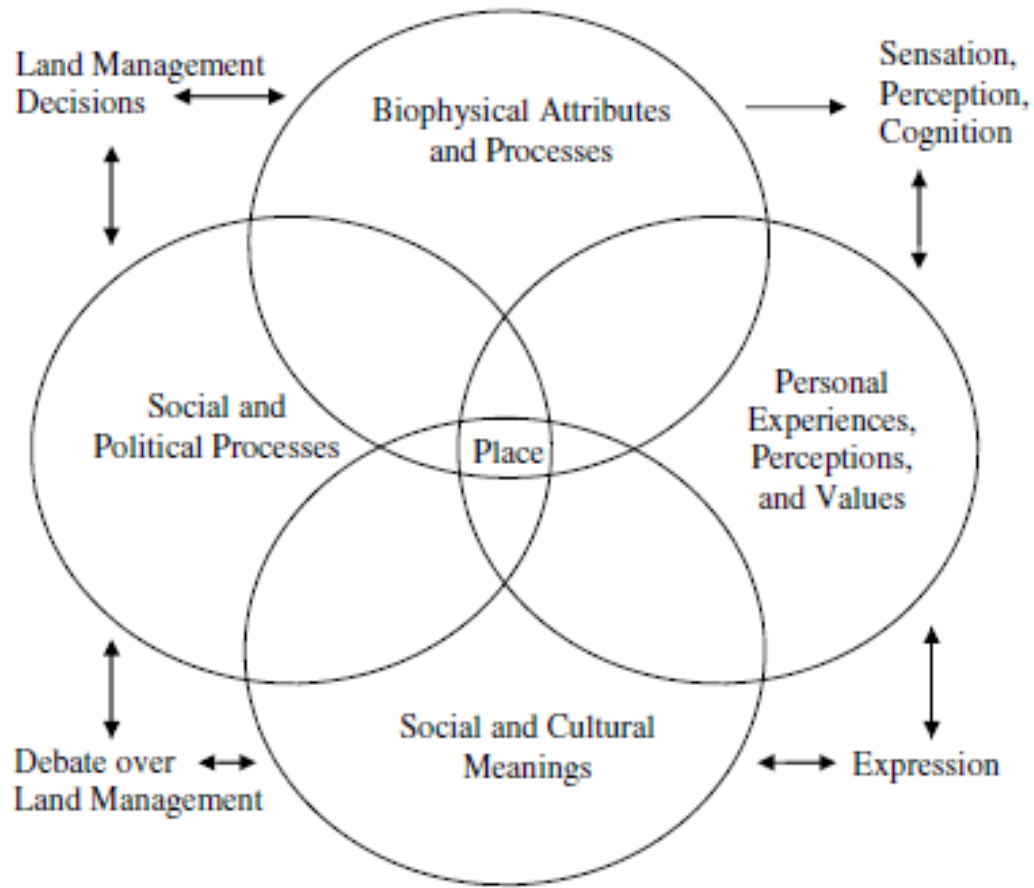 Land Management
Decisions
Sensation,
Perception,
Cognition
Biophysical Attributes
and Processes
Social and
Political Processes
Place
Personal
Experiences,
Perceptions,
and Values
Social and Cultural
Meanings
Debate over
Land Management
Expression